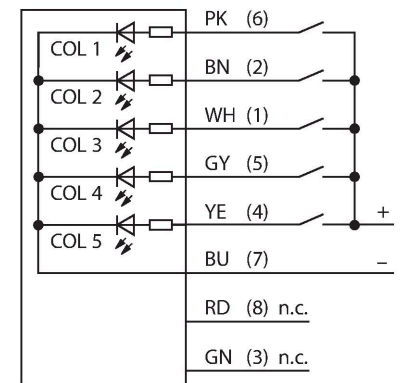 PK (6)
COL 1
BN (2)
COL 2
WH (1)
COL 3
GY (5)
COL 4
YE (4)
+
COL 5
BU (7)
–
RD (8) n.c.
GN (3) n.c.